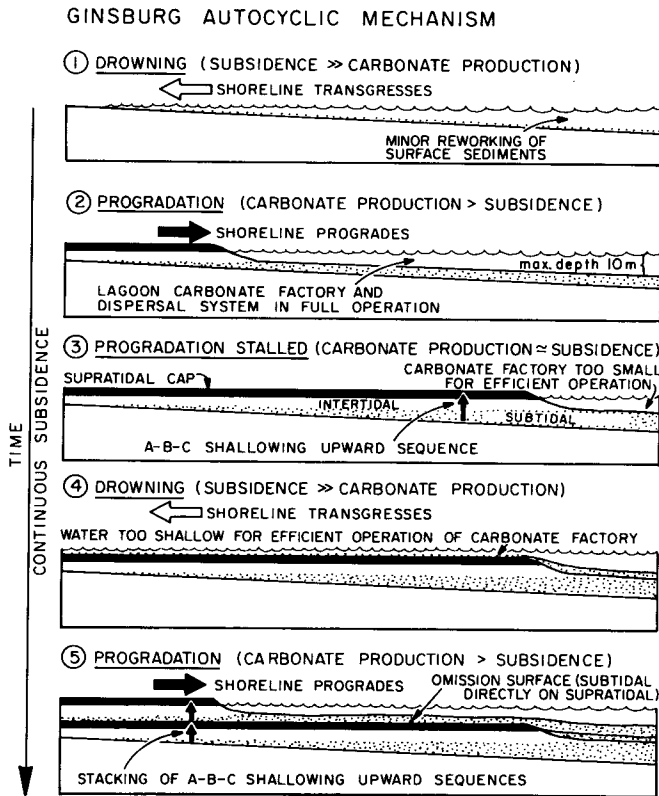 GINSBURG AUTOCYCLIC MECHANISM
① DROWNING (SUBSIDENCE ≫ CARBONATE PRODUCTION)
SHORELINE TRANSGRESSES
MINOR REWORKING OF
SURFACE SEDIMENTS
② PROGRADATION (CARBONATE PRODUCTION > SUBSIDENCE)
SHORELINE PROGRADES
max. depth 10m
LAGOON CARBONATE FACTORY AND
DISPERSAL SYSTEM IN FULL OPERATION
③ PROGRADATION STALLED (CARBONATE PRODUCTION ≃ SUBSIDENCE)
CARBONATE FACTORY TOO SMALL
FOR EFFICIENT OPERATION
SUPRATIDAL CAP
INTERTIDAL
SUBTIDAL
A-B-C SHALLOWING UPWARD SEQUENCE
④ DROWNING (SUBSIDENCE ≫ CARBONATE PRODUCTION)
SHORELINE TRANSGRESSES
WATER TOO SHALLOW FOR EFFICIENT OPERATION OF CARBONATE FACTORY
⑤ PROGRADATION (CARBONATE PRODUCTION > SUBSIDENCE)
SHORELINE PROGRADES
OMISSION SURFACE (SUBTIDAL
DIRECTLY ON SUPRATIDAL)
STACKING OF A-B-C SHALLOWING UPWARD SEQUENCES
TIME
CONTINUOUS SUBSIDENCE